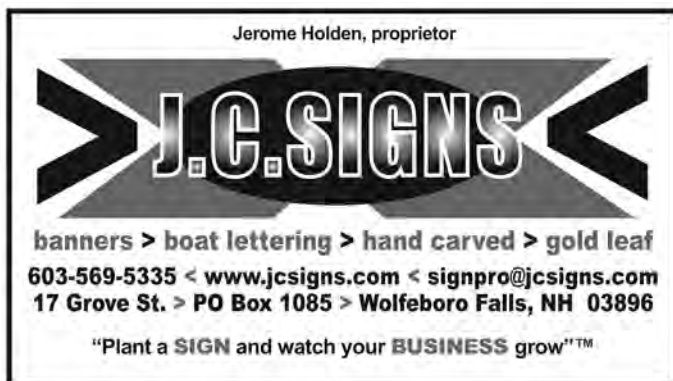 Jerome Holden, proprietor
J.C.SIGNS
banners > boat lettering > hand carved > gold leaf
603-569-5335 < www.jcsigns.com < signpro@jcsigns.com
17 Grove St. > PO Box 1085 > Wolfeboro Falls, NH 03896
“Plant a SIGN and watch your BUSINESS grow”™